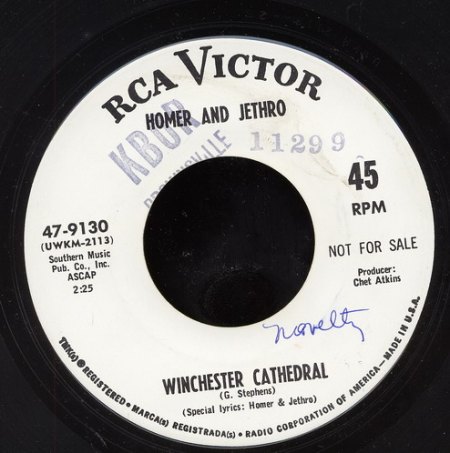 RCA VICTOR
HOMER AND JETHRO
KBOR
BROWNSVILLE
11299
45
RPM
47-9130
(UWKM-2113)
Southern Music
Pub. Co., Inc.
ASCAP
2:25
NOT FOR SALE
Producer:
Chet Atkins
novelty
WINCHESTER CATHEDRAL
(G. Stephens)
(Special lyrics: Homer & Jethro)
TMK(s) ® REGISTERED • MARCA(s) REGISTRADA(s) • RADIO CORPORATION OF AMERICA—MADE IN U.S.A.